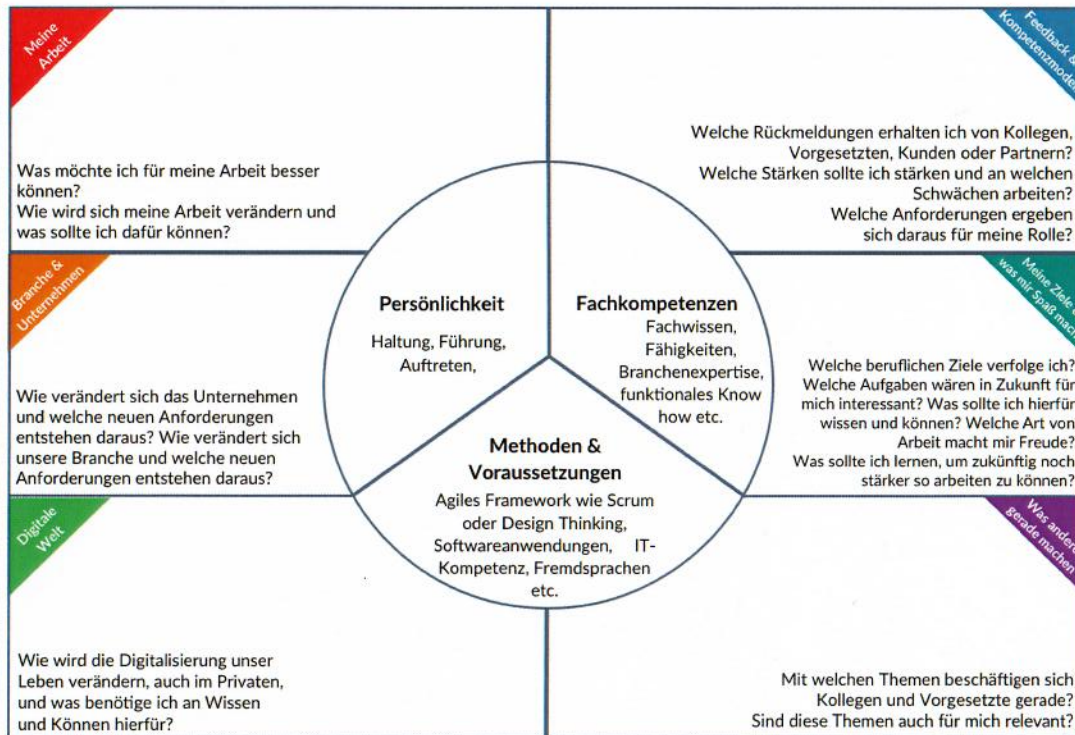 Meine
Arbeit
Was möchte ich für meine Arbeit besser
können?
Wie wird sich meine Arbeit verändern und
was sollte ich dafür können?
Feedback &
Kompetenzmodell
Welche Rückmeldungen erhalten ich von Kollegen,
Vorgesetzten, Kunden oder Partnern?
Welche Stärken sollte ich stärken und an welchen
Schwächen arbeiten?
Welche Anforderungen ergeben
sich daraus für meine Rolle?
Branche &
Unternehmen
Wie verändert sich das Unternehmen
und welche neuen Anforderungen
entstehen daraus? Wie verändert sich
unsere Branche und welche neuen
Anforderungen entstehen daraus?
Persönlichkeit
Haltung, Führung,
Auftreten,
Fachkompetenzen
Fachwissen,
Fähigkeiten,
Branchenexpertise,
funktionales Know
how etc.
Methoden &
Voraussetzungen
Agiles Framework wie Scrum
oder Design Thinking,
Softwareanwendungen, IT-
Kompetenz, Fremdsprachen
etc.
Meine Ziele
was mir Spaß mach
Welche beruflichen Ziele verfolge ich?
Welche Aufgaben wären in Zukunft für
mich interessant? Was sollte ich hierfür
wissen und können? Welche Art von
Arbeit macht mir Freude?
Was sollte ich lernen, um zukünftig noch
stärker so arbeiten zu können?
Digitale
Welt
Wie wird die Digitalisierung unser
Leben verändern, auch im Privaten,
und was benötige ich an Wissen
und Können hierfür?
Was andere
gerade machen
Mit welchen Themen beschäftigen sich
Kollegen und Vorgesetzte gerade?
Sind diese Themen auch für mich relevant?